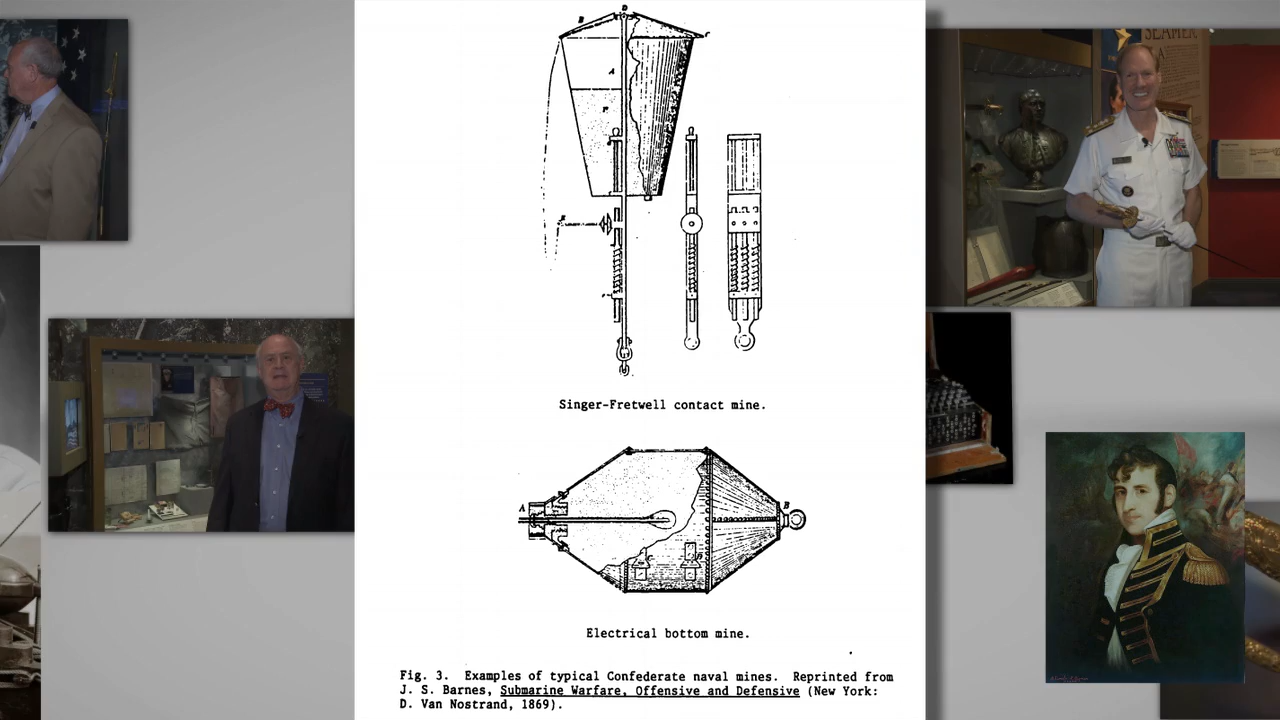 SEAMER
B
D
C
A
F
Singer-Fretwell contact mine.
A
B
C
Electrical bottom mine.
Fig. 3. Examples of typical Confederate naval mines. Reprinted from
J. S. Barnes, Submarine Warfare, Offensive and Defensive (New York:
D. Van Nostrand, 1869).